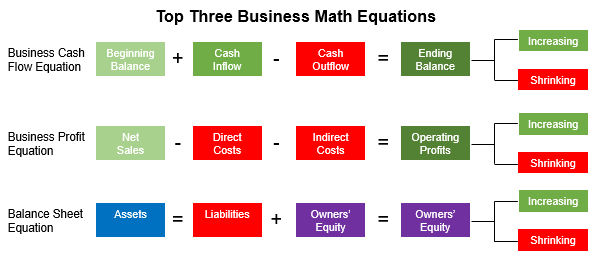 Top Three Business Math Equations
Business Cash
Flow Equation
Beginning
Balance
+
Cash
Inflow
-
Cash
Outflow
=
Ending
Balance
Increasing
Shrinking
Business Profit
Equation
Net
Sales
-
Direct
Costs
-
Indirect
Costs
=
Operating
Profits
Increasing
Shrinking
Balance Sheet
Equation
Assets
=
Liabilities
+
Owners'
Equity
=
Owners'
Equity
Increasing
Shrinking